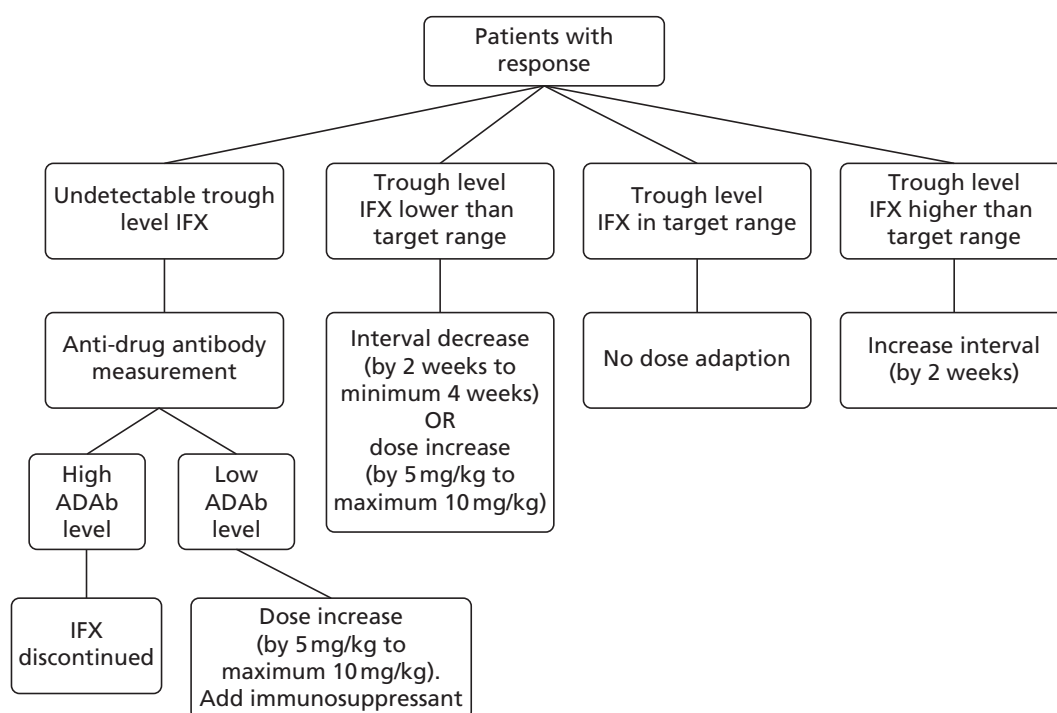 Patients with
response
Undetectable trough
level IFX
Trough level
IFX lower than
target range
Trough level
IFX in target range
Trough level
IFX higher than
target range
Anti-drug antibody
measurement
Interval decrease
(by 2 weeks to
minimum 4 weeks)
OR
dose increase
(by 5 mg/kg to
maximum 10 mg/kg)
No dose adaption
Increase interval
(by 2 weeks)
High
ADAb
level
Low
ADAb
level
IFX
discontinued
Dose increase
(by 5 mg/kg to
maximum 10 mg/kg).
Add immunosuppressant